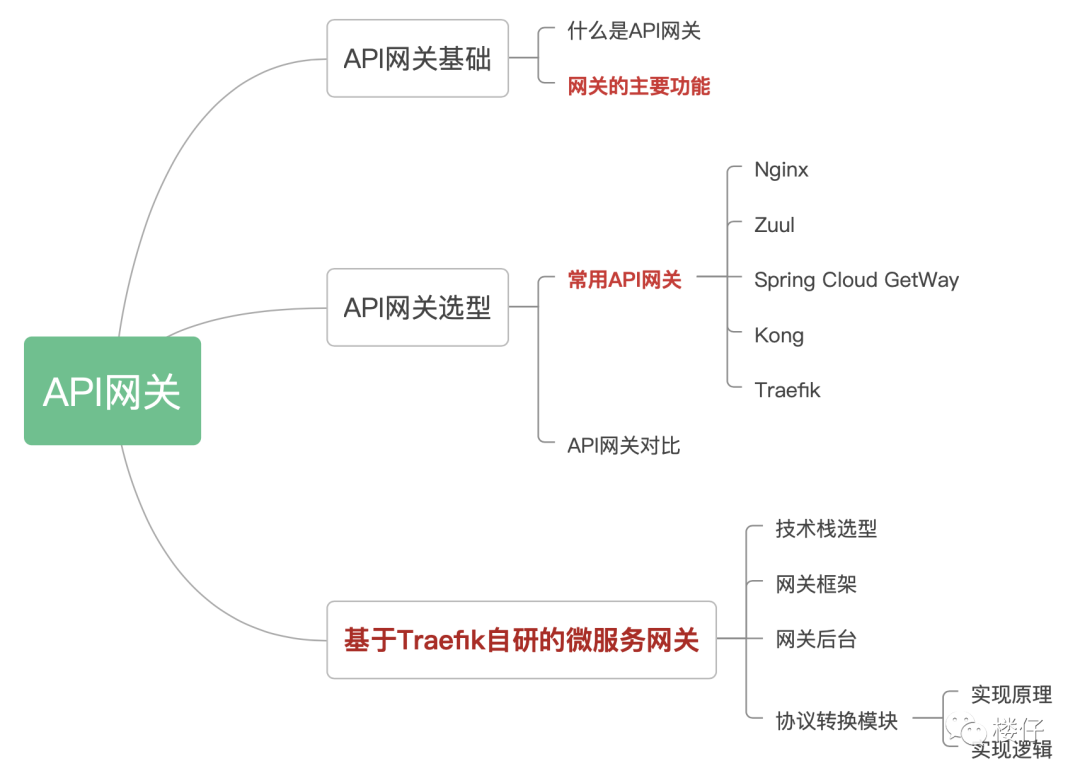 API网关
API网关基础
什么是API网关
网关的主要功能
API网关选型
常用API网关
Nginx
Zuul
Spring Cloud GetWay
Kong
Traefik
API网关对比
基于Traefik自研的微服务网关
技术栈选型
网关框架
网关后台
协议转换模块
实现原理
楼仔
实现逻辑